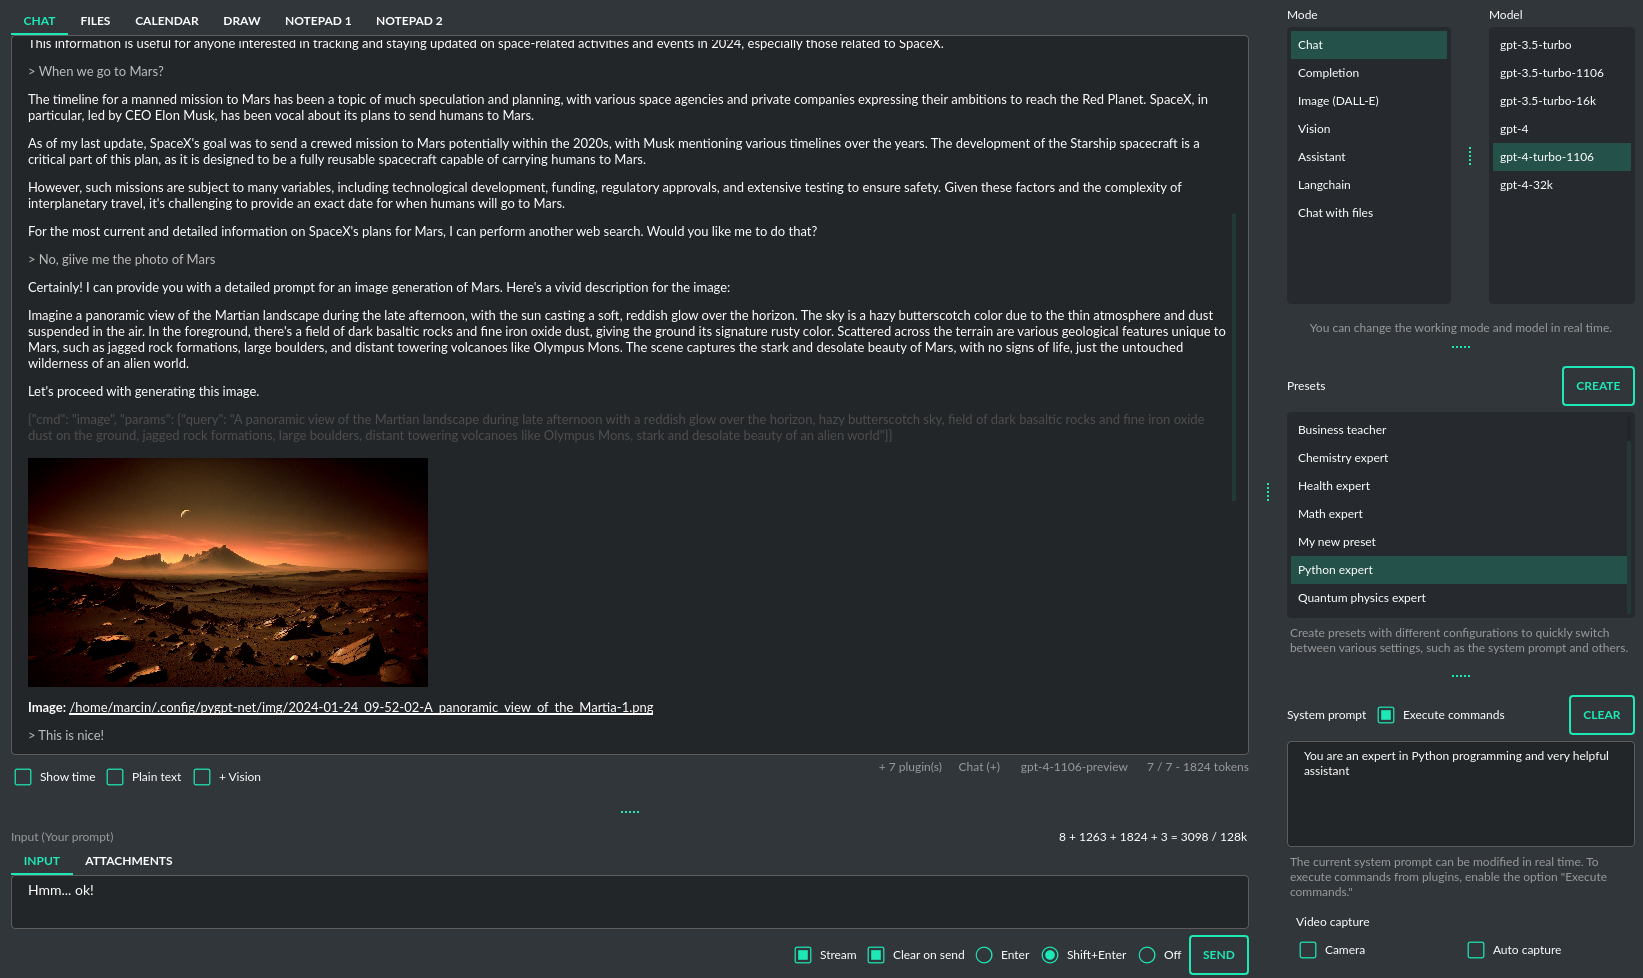 CHAT FILES CALENDAR DRAW NOTEPAD 1 NOTEPAD 2
This information is useful for anyone interested in tracking and staying updated on space-related activities and events in 2024, especially those related to SpaceX.
> When we go to Mars?
The timeline for a manned mission to Mars has been a topic of much speculation and planning, with various space agencies and private companies expressing their ambitions to reach the Red Planet. SpaceX, in
particular, led by CEO Elon Musk, has been vocal about its plans to send humans to Mars.
As of my last update, SpaceX's goal was to send a crewed mission to Mars potentially within the 2020s, with Musk mentioning various timelines over the years. The development of the Starship spacecraft is a
critical part of this plan, as it is designed to be a fully reusable spacecraft capable of carrying humans to Mars.
However, such missions are subject to many variables, including technological development, funding, regulatory approvals, and extensive testing to ensure safety. Given these factors and the complexity of
interplanetary travel, it's challenging to provide an exact date for when humans will go to Mars.
For the most current and detailed information on SpaceX's plans for Mars, I can perform another web search. Would you like me to do that?
> No, giive me the photo of Mars
Certainly! I can provide you with a detailed prompt for an image generation of Mars. Here's a vivid description for the image:
Imagine a panoramic view of the Martian landscape during the late afternoon, with the sun casting a soft, reddish glow over the horizon. The sky is a hazy butterscotch color due to the thin atmosphere and dust
suspended in the air. In the foreground, there's a field of dark basaltic rocks and fine iron oxide dust, giving the ground its signature rusty color. Scattered across the terrain are various geological features unique to
Mars, such as jagged rock formations, large boulders, and distant towering volcanoes like Olympus Mons. The scene captures the stark and desolate beauty of Mars, with no signs of life, just the untouched
wilderness of an alien world.
Let's proceed with generating this image.
{"cmd": "image", "params": {"query": "A panoramic view of the Martian landscape during late afternoon with a reddish glow over the horizon, hazy butterscotch sky, field of dark basaltic rocks and fine iron oxide
dust on the ground, jagged rock formations, large boulders, distant towering volcanoes like Olympus Mons, stark and desolate beauty of an alien world"}}
Image: /home/marcin/.config/pygpt-net/img/2024-01-24_09-52-02-A_panoramic_view_of_the_Martia-1.png
> This is nice!
Show time Plain text + Vision
+ 7 plugin(s) Chat (+) gpt-4-1106-preview 7 / 7 - 1824 tokens
Input (Your prompt)
8 + 1263 + 1824 + 3 = 3098 / 128k
INPUT ATTACHMENTS
Hmm... ok!
Stream Clear on send Enter Shift+Enter Off SEND
Mode
Chat
Completion
Image (DALL-E)
Vision
Assistant
Langchain
Chat with files
Model
gpt-3.5-turbo
gpt-3.5-turbo-1106
gpt-3.5-turbo-16k
gpt-4
gpt-4-turbo-1106
gpt-4-32k
You can change the working mode and model in real time.
Presets CREATE
Business teacher
Chemistry expert
Health expert
Math expert
My new preset
Python expert
Quantum physics expert
Create presets with different configurations to quickly switch
between various settings, such as the system prompt and others.
System prompt Execute commands CLEAR
You are an expert in Python programming and very helpful
assistant
The current system prompt can be modified in real time. To
execute commands from plugins, enable the option "Execute
commands."
Video capture
Camera Auto capture